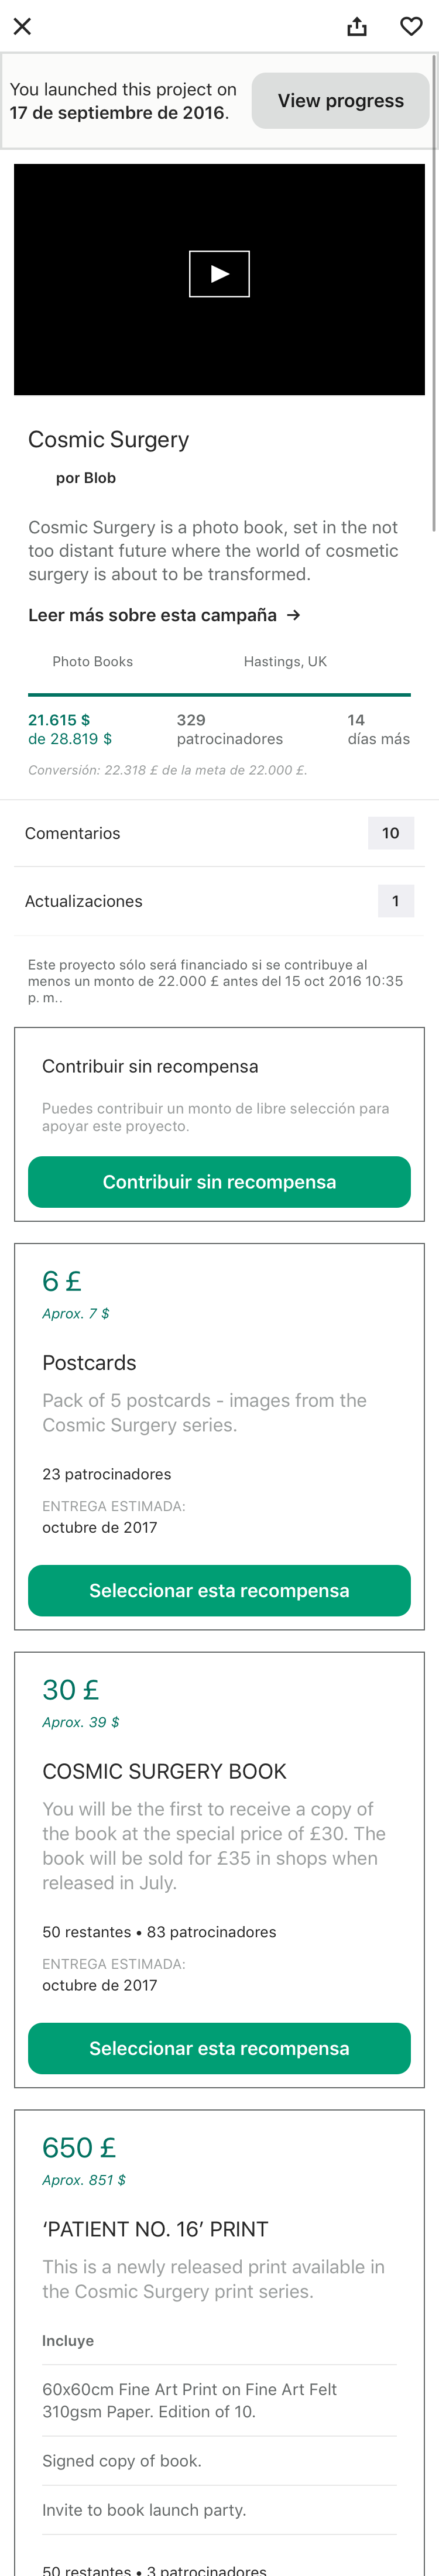 You launched this project on
17 de septiembre de 2016.
View progress
Cosmic Surgery
por Blob
Cosmic Surgery is a photo book, set in the not
too distant future where the world of cosmetic
surgery is about to be transformed.
Leer más sobre esta campaña →
Photo Books
Hastings, UK
21.615 $
de 28.819 $
329
patrocinadores
14
días más
Conversión: 22.318 £ de la meta de 22.000 £.
Comentarios
10
Actualizaciones
1
Este proyecto sólo será financiado si se contribuye al
menos un monto de 22.000 £ antes del 15 oct 2016 10:35
p. m..
Contribuir sin recompensa
Puedes contribuir un monto de libre selección para
apoyar este proyecto.
Contribuir sin recompensa
6 £
Aprox. 7 $
Postcards
Pack of 5 postcards - images from the
Cosmic Surgery series.
23 patrocinadores
ENTREGA ESTIMADA:
octubre de 2017
Seleccionar esta recompensa
30 £
Aprox. 39 $
COSMIC SURGERY BOOK
You will be the first to receive a copy of
the book at the special price of £30. The
book will be sold for £35 in shops when
released in July.
50 restantes • 83 patrocinadores
ENTREGA ESTIMADA:
octubre de 2017
Seleccionar esta recompensa
650 £
Aprox. 851 $
‘PATIENT NO. 16’ PRINT
This is a newly released print available in
the Cosmic Surgery print series.
Incluye
60x60cm Fine Art Print on Fine Art Felt
310gsm Paper. Edition of 10.
Signed copy of book.
Invite to book launch party.
50 restantes • 3 patrocinadores